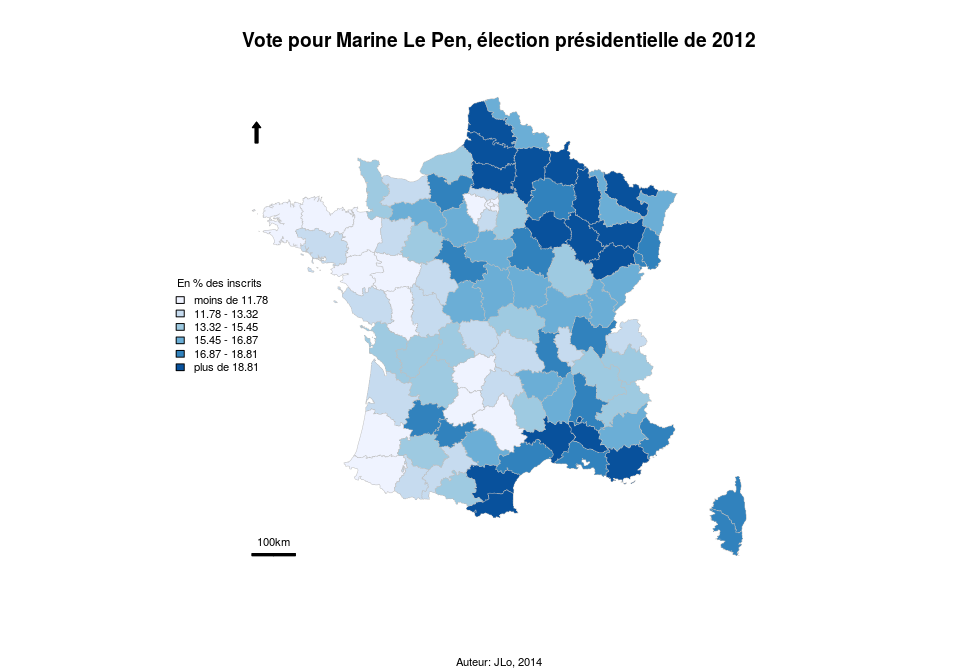 Vote pour Marine Le Pen, élection présidentielle de 2012
En % des inscrits
moins de 11.78
11.78 - 13.32
13.32 - 15.45
15.45 - 16.87
16.87 - 18.81
plus de 18.81
100km
Auteur: JLo, 2014